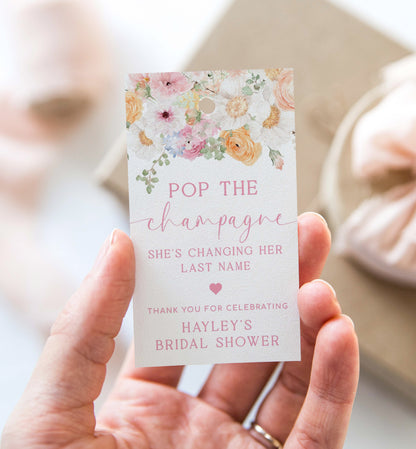 POP THE
champagne
SHE'S CHANGING HER
LAST NAME
THANK YOU FOR CELEBRATING
HAYLEY'S
BRIDAL SHOWER